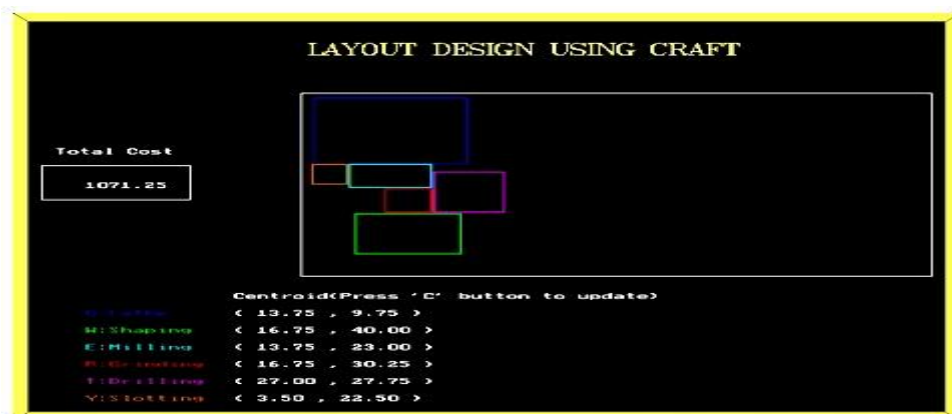 LAYOUT DESIGN USING CRAFT
Total Cost
1071.25
Centroid(Press 'C' button to update)
Q:Lathe ( 13.75 , 9.75 )
W:Shaping ( 16.75 , 40.00 )
E:Milling ( 13.75 , 23.00 )
R:Grinding ( 16.75 , 30.25 )
T:Drilling ( 27.00 , 27.75 )
Y:Slotting ( 3.50 , 22.50 )